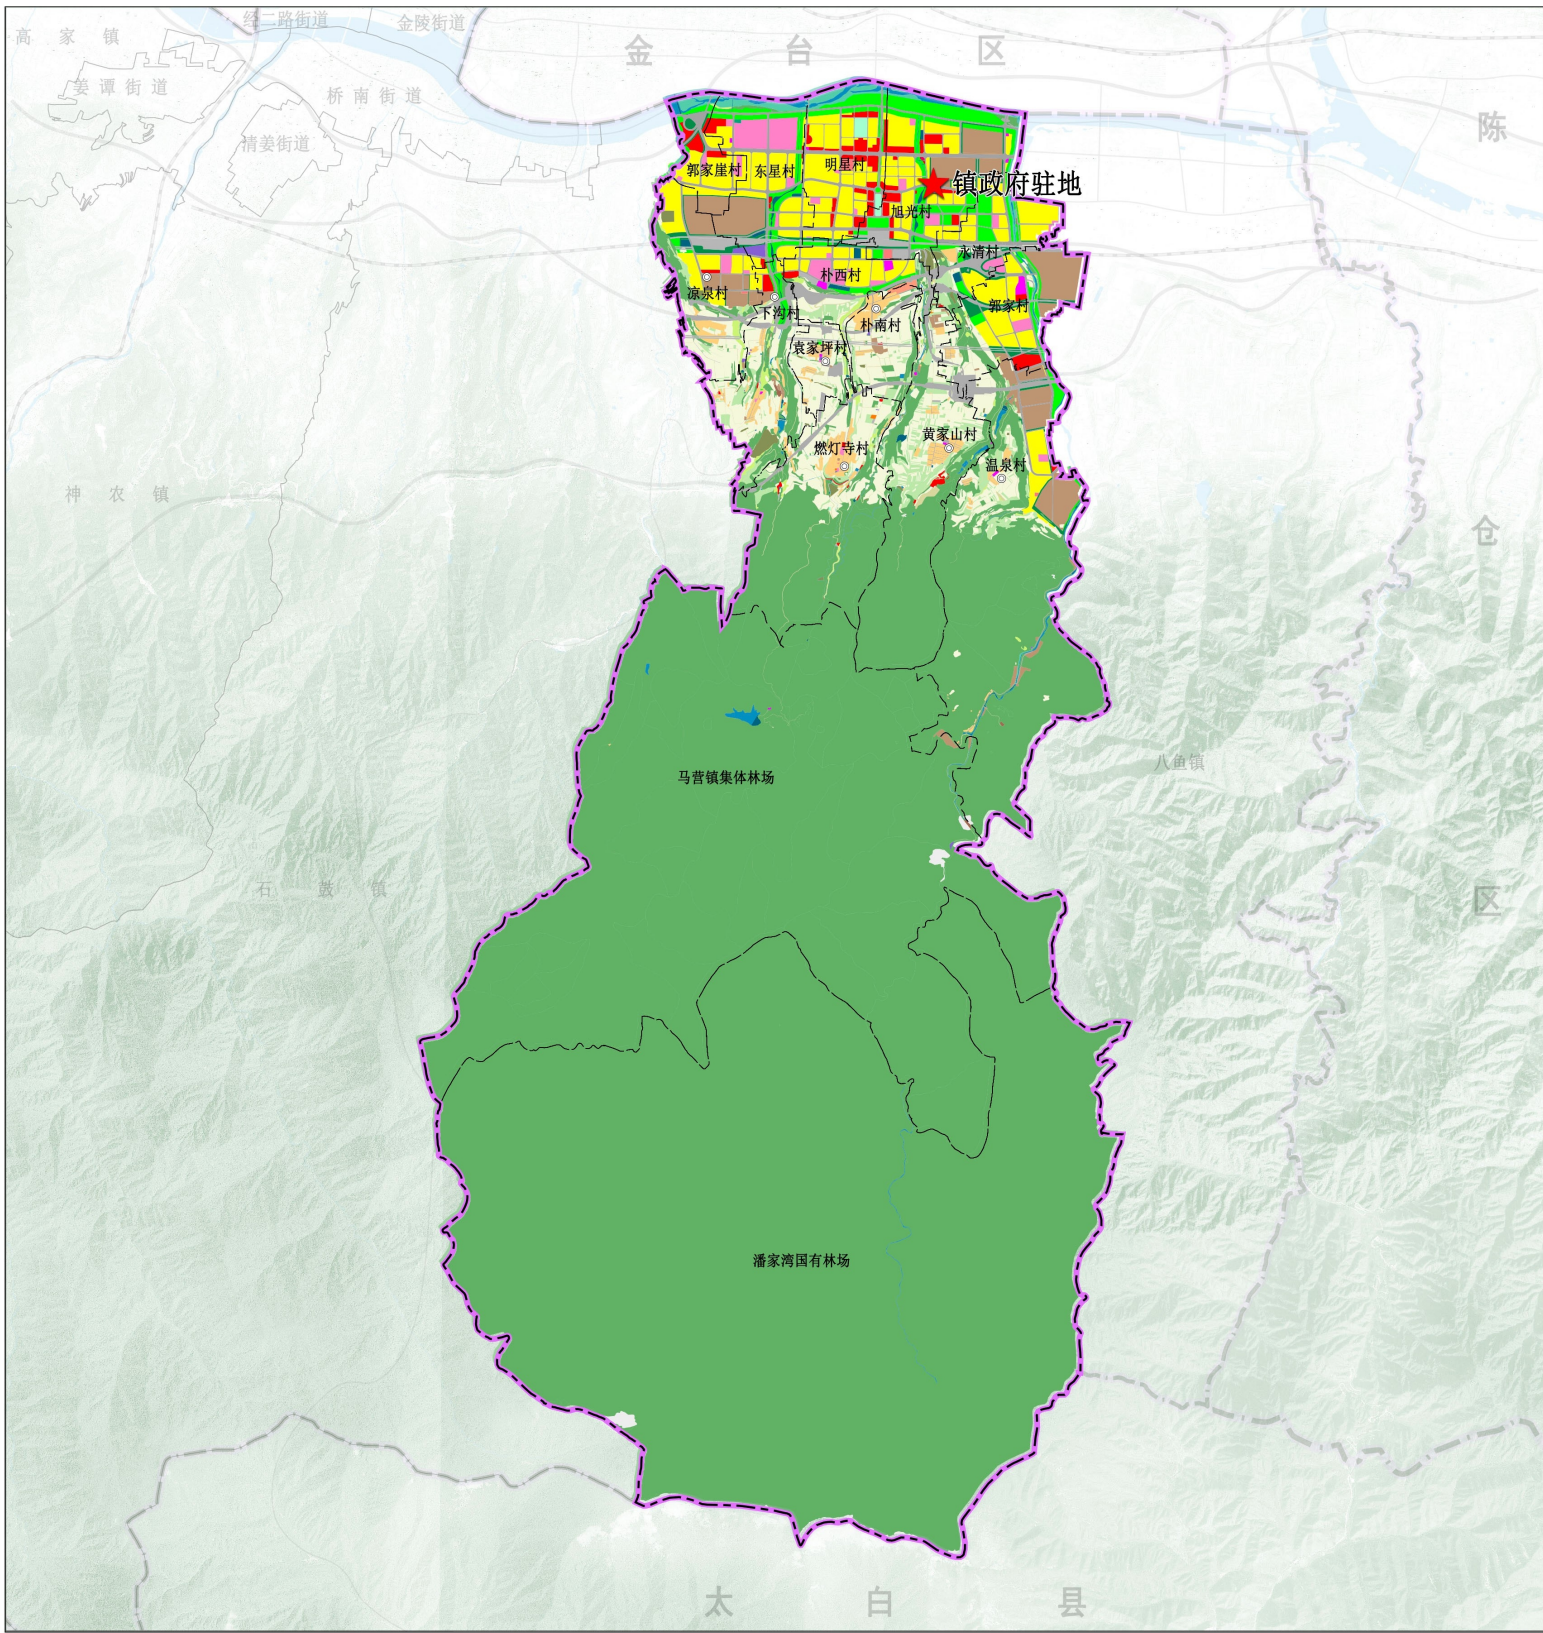 经二路街道
金陵街道
高家镇
金台区
姜谭街道
桥南街道
陈仓区
清姜街道
郭家崖村
东星村
明星村
镇政府驻地
旭光村
永清村
朴西村
凉泉村
郭家村
下沟村
朴南村
袁家坪村
燃灯寺村
黄家山村
温泉村
神农镇
八鱼镇
马营镇集体林场
石鼓镇
潘家湾国有林场
太白县